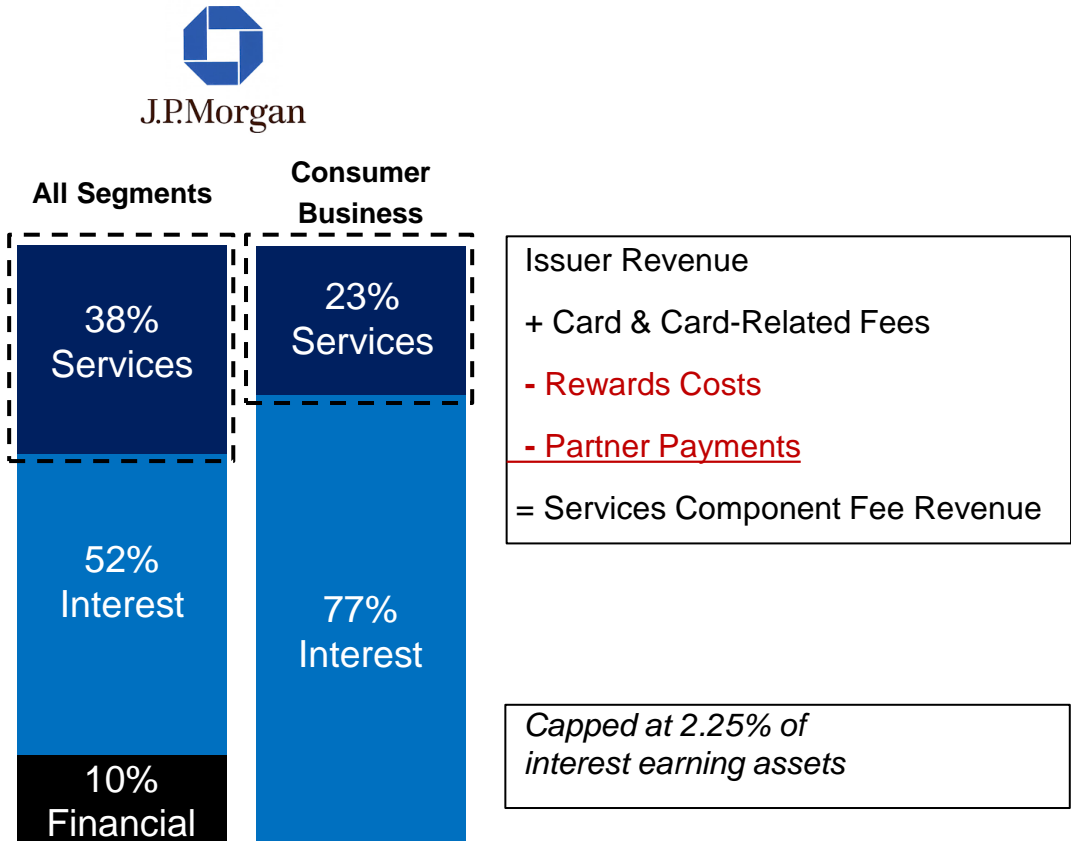 J.P.Morgan
All Segments
Consumer
Business
38%
Services
23%
Services
52%
Interest
77%
Interest
10%
Financial
Issuer Revenue
+ Card & Card-Related Fees
- Rewards Costs
- Partner Payments
= Services Component Fee Revenue
Capped at 2.25% of
interest earning assets